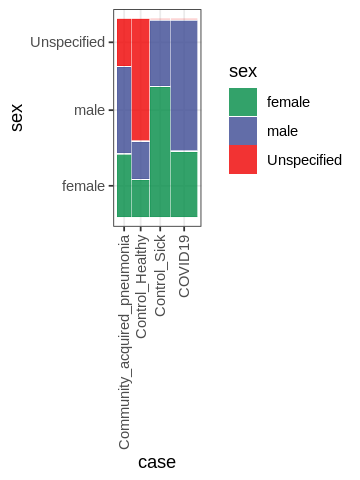 sex
Unspecified
male
female
Community_acquired_pneumonia
Control_Healthy
Control_Sick
COVID19
case
sex
female
male
Unspecified